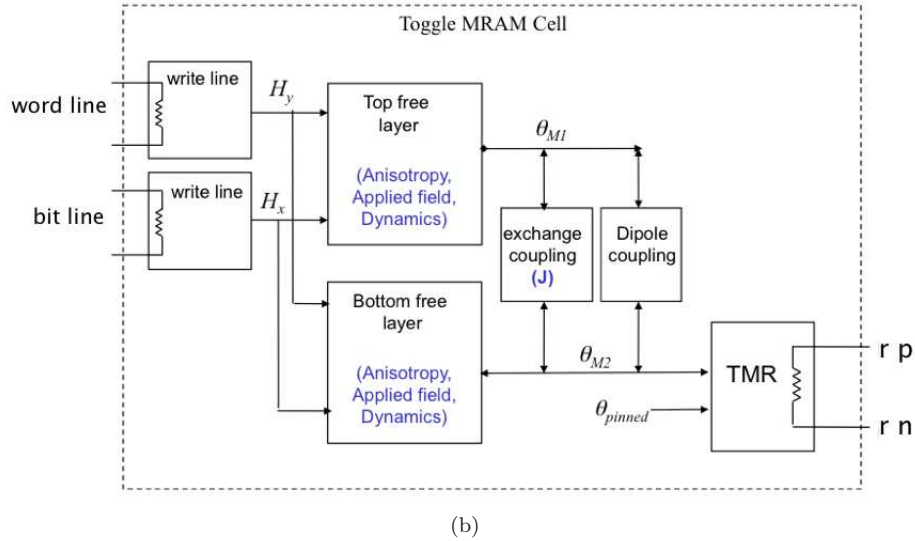 Toggle MRAM Cell
write line
word line
H_y
write line
bit line
H_x
Top free
layer
(Anisotropy,
Applied field,
Dynamics)
θ_M1
exchange
coupling
(J)
Dipole
coupling
Bottom free
layer
(Anisotropy,
Applied field,
Dynamics)
θ_M2
θ_pinned
TMR
r p
r n
(b)